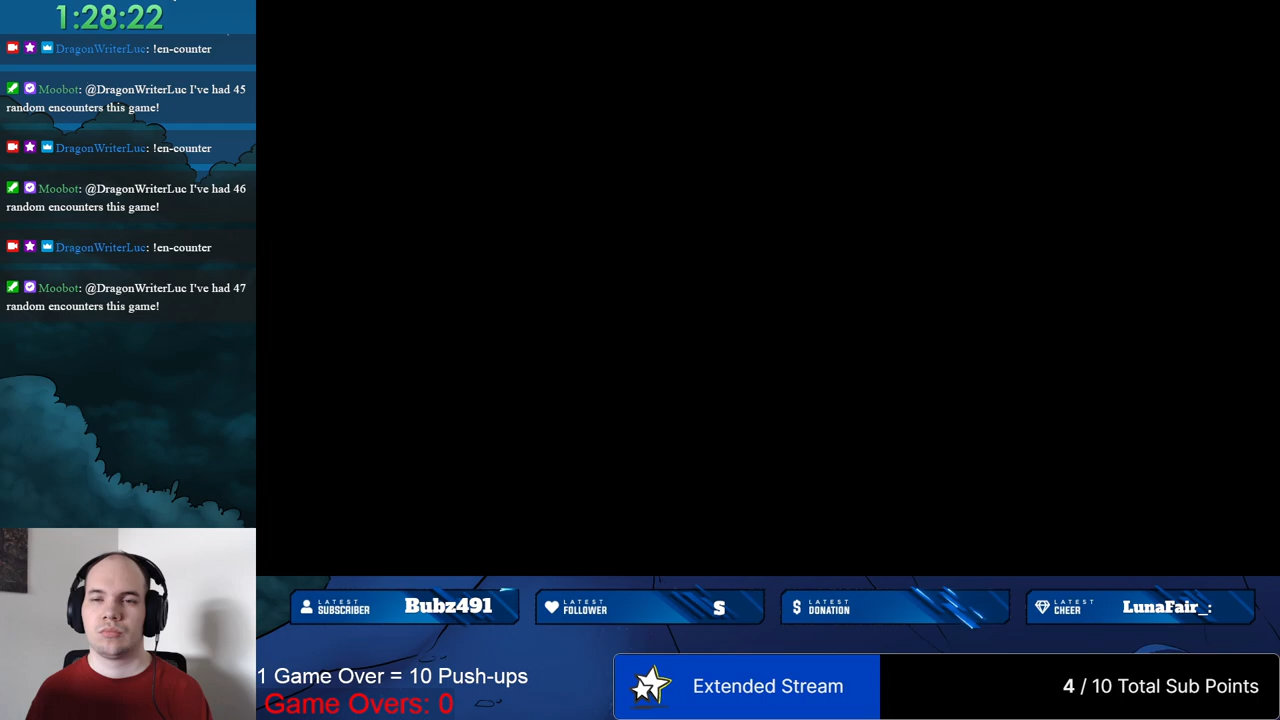 1:28:22
DragonWriterLuc: !en-counter
Moobot: @DragonWriterLuc I've had 45
random encounters this game!
DragonWriterLuc: !en-counter
Moobot: @DragonWriterLuc I've had 46
random encounters this game!
DragonWriterLuc: !en-counter
Moobot: @DragonWriterLuc I've had 47
random encounters this game!
LATEST
SUBSCRIBER
Bubz491
LATEST
FOLLOWER
S
LATEST
DONATION
LATEST
CHEER
LunaFair_:
1 Game Over = 10 Push-ups
Game Overs: 0
Extended Stream
4 / 10 Total Sub Points